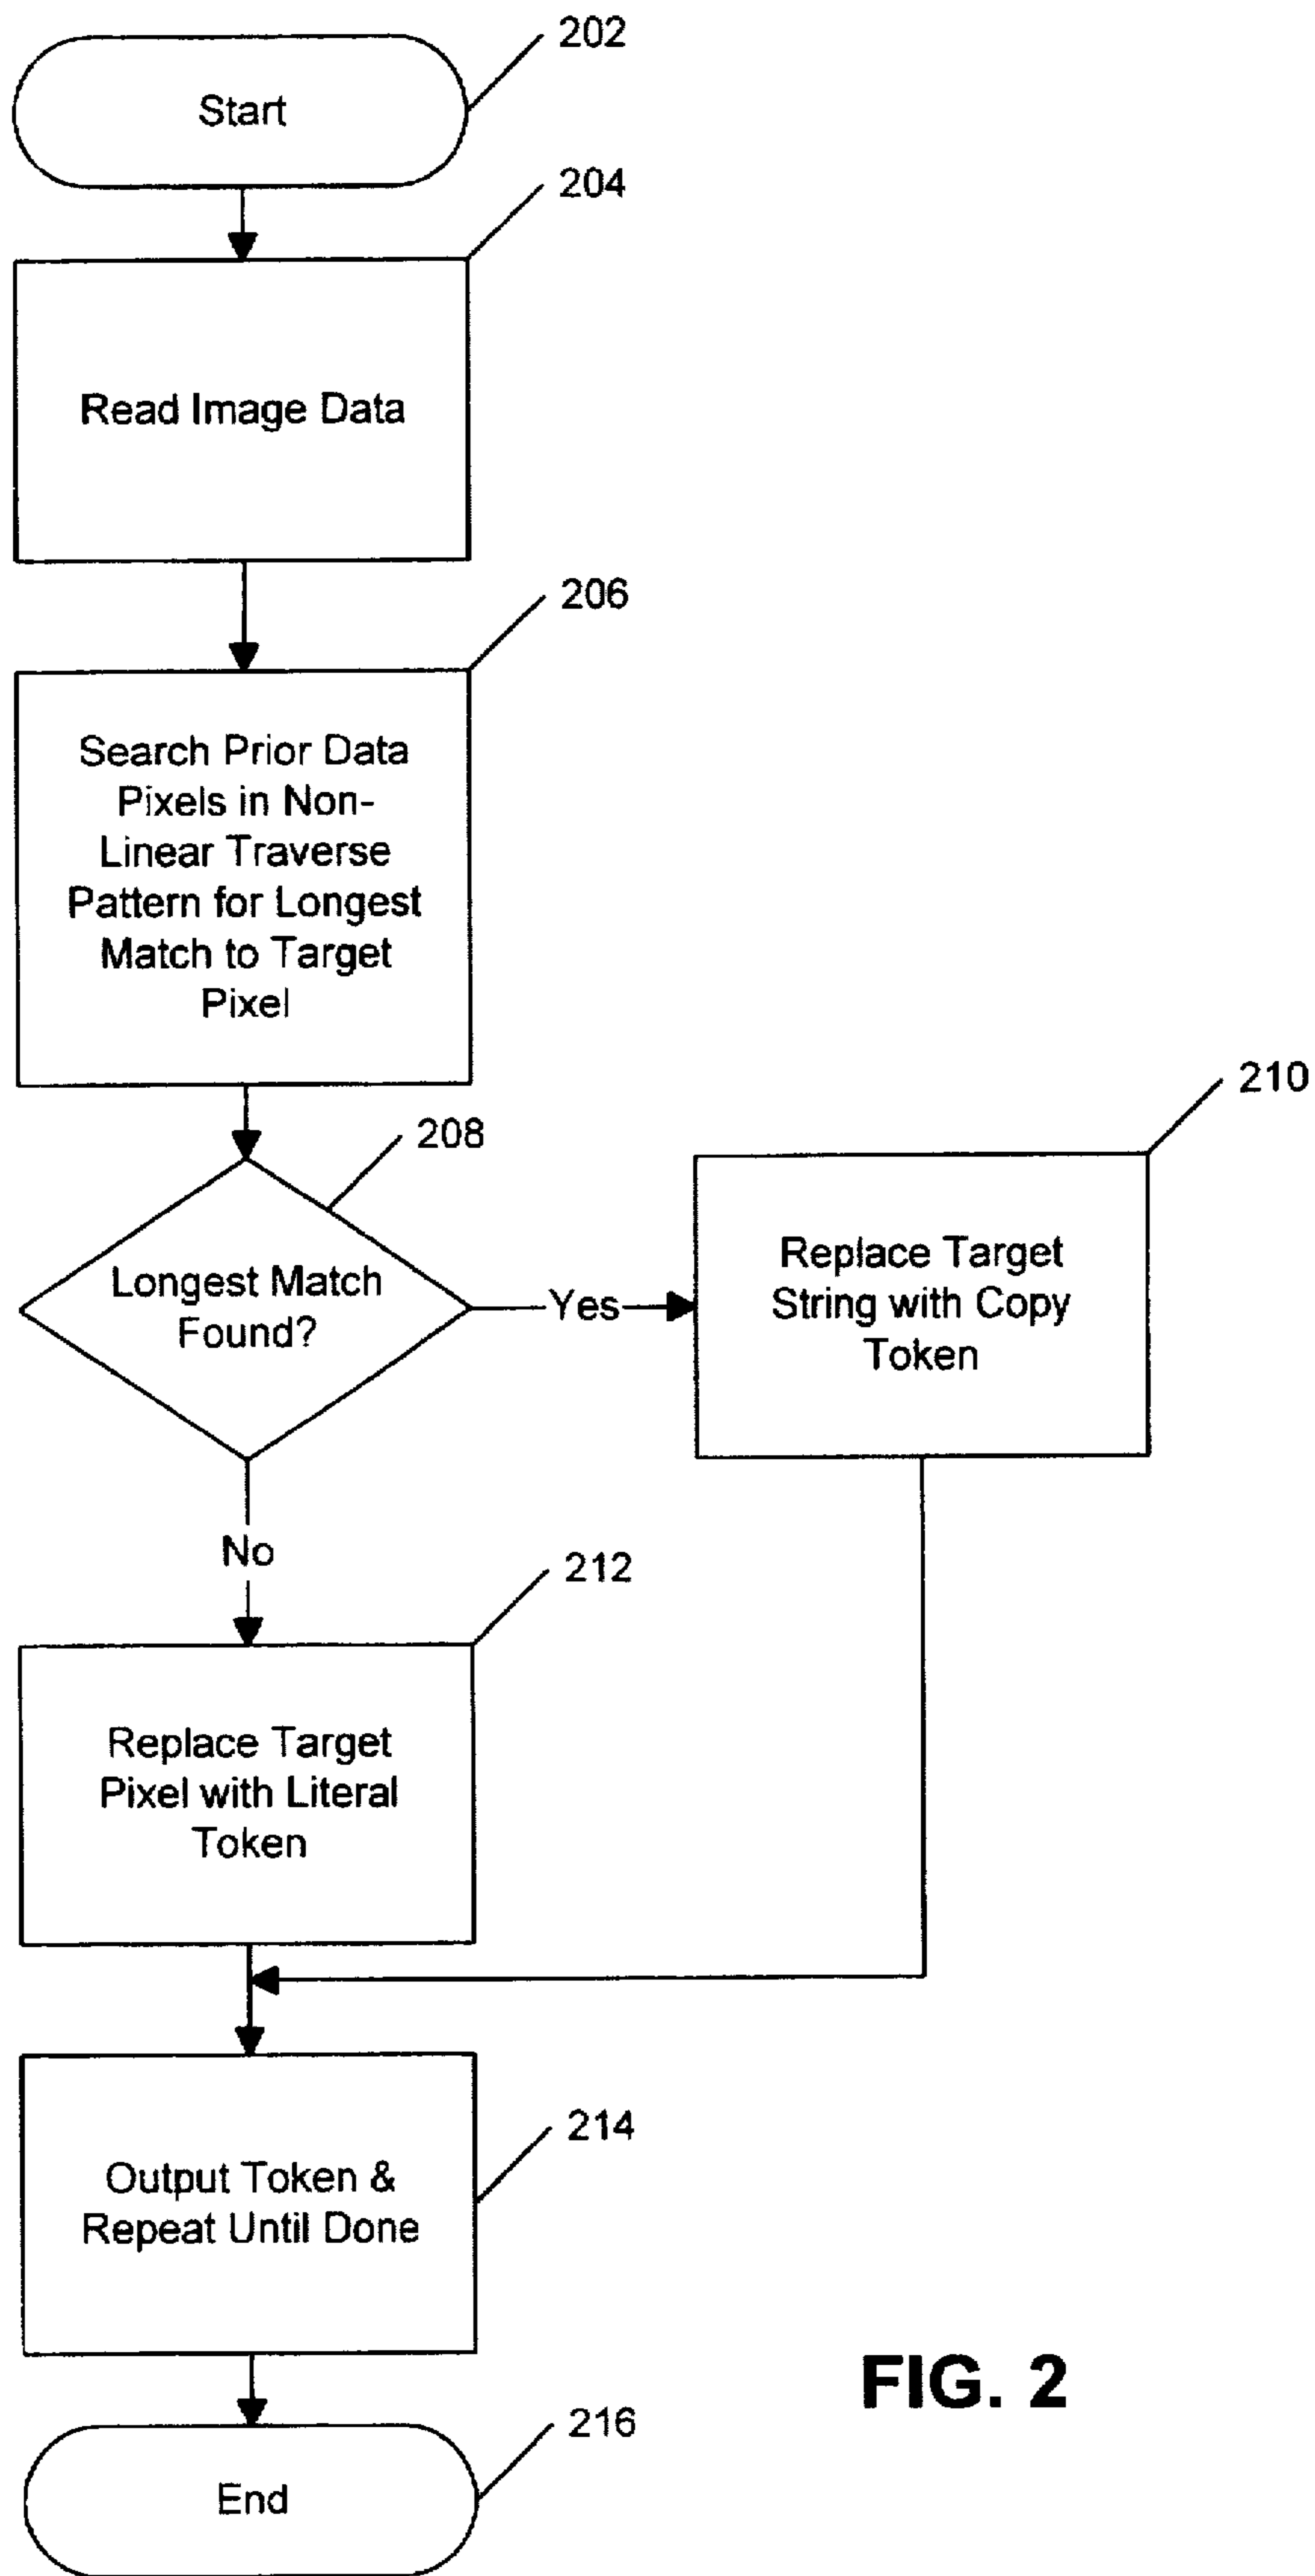 202
Start
204
Read Image Data
206
Search Prior Data
Pixels in Non-
Linear Traverse
Pattern for Longest
Match to Target
Pixel
208
Longest Match
Found?
Yes
210
Replace Target
String with Copy
Token
No
212
Replace Target
Pixel with Literal
Token
214
Output Token &
Repeat Until Done
216
End
FIG. 2